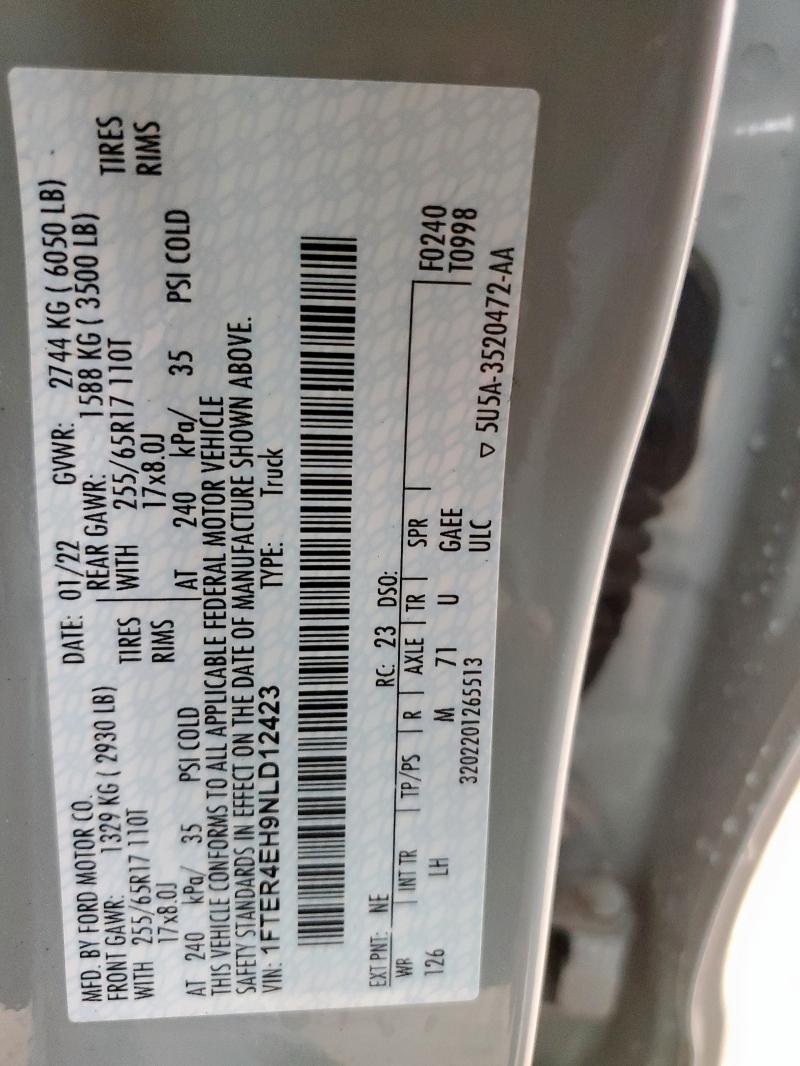 MFD. BY FORD MOTOR CO.
DATE: 01/22 GVWR: 2744 KG ( 6050 LB)
FRONT GAWR: 1329 KG ( 2930 LB) REAR GAWR: 1588 KG ( 3500 LB)
WITH 255/65R17 110T TIRES WITH 255/65R17 110T TIRES
17x8.0J RIMS 17x8.0J RIMS
AT 240 kPa/ 35 PSI COLD AT 240 kPa/ 35 PSI COLD
THIS VEHICLE CONFORMS TO ALL APPLICABLE FEDERAL MOTOR VEHICLE
SAFETY STANDARDS IN EFFECT ON THE DATE OF MANUFACTURE SHOWN ABOVE.
VIN: 1FTER4EH9NLD12423 TYPE: Truck
EXT PNT: NE RC: 23 DSO:
WR INT TR TP/PS R AXLE TR SPR F0240
126 LH M 71 U GAEE T0998
3202201265513 ULC ▽ 5U5A-3520472-AA